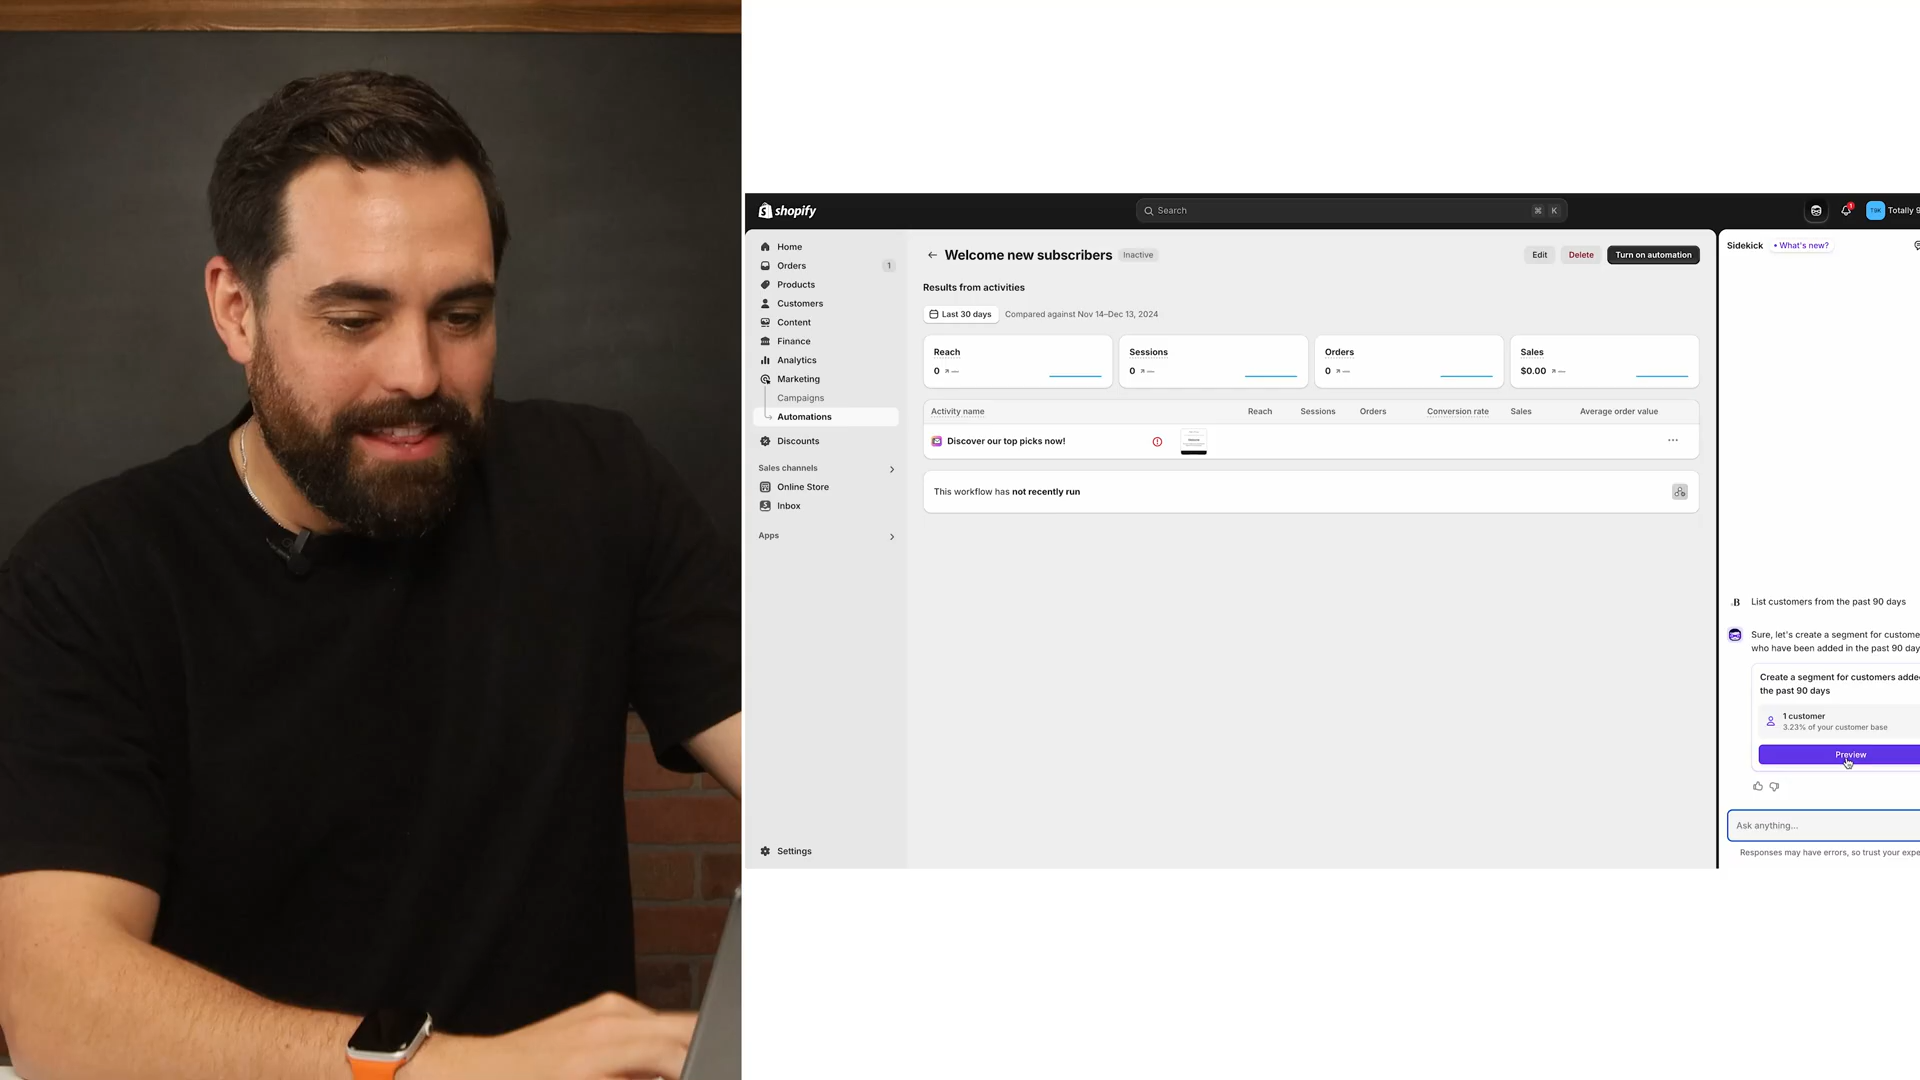 shopify
Search
⌘ K
1
TSK
Totally 9
Home
Orders 1
Products
Customers
Content
Finance
Analytics
Marketing
Campaigns
Automations
Discounts
Sales channels
Online Store
Inbox
Apps
Settings
Welcome new subscribers Inactive
Edit Delete Turn on automation
Results from activities
Last 30 days Compared against Nov 14–Dec 13, 2024
Reach
0
Sessions
0
Orders
0
Sales
$0.00
Activity name Reach Sessions Orders Conversion rate Sales Average order value
Discover our top picks now!
This workflow has not recently run
Sidekick • What's new?
List customers from the past 90 days
Sure, let's create a segment for custome
who have been added in the past 90 day
Create a segment for customers adde
the past 90 days
1 customer
3.23% of your customer base
Preview
Ask anything...
Responses may have errors, so trust your expe